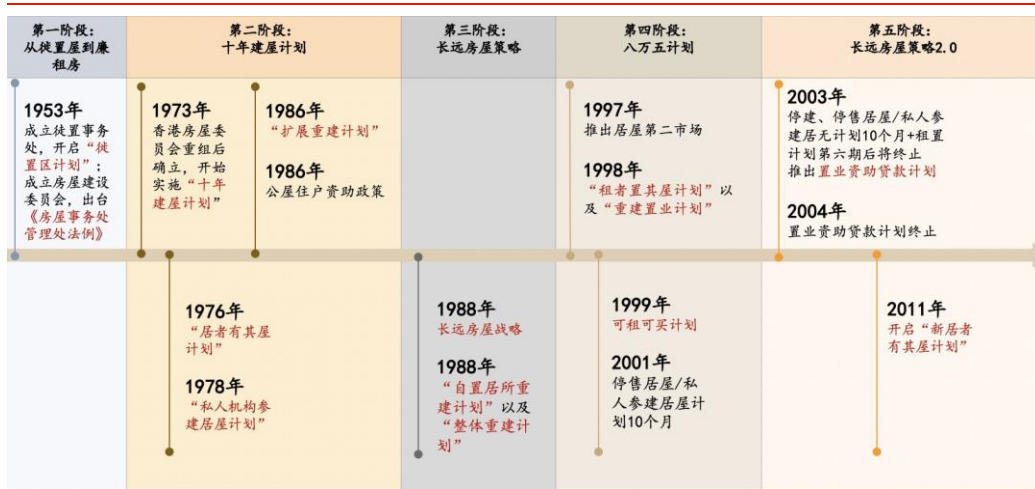 第一阶段：
从徙置屋到廉
租房
第二阶段：
十年建屋计划
第三阶段：
长远房屋策略
第四阶段：
八万五计划
第五阶段：
长远房屋策略2.0
1953年
成立徙置事务
处，开启“徙
置区计划”；
成立房屋建设
委员会，出台
《房屋事务处
管理处法例》
1973年
香港房屋委
员会重组后
确立，开始
实施“十年
建屋计划”
1986年
“扩展重建计划”
1986年
公屋住户资助政策
1976年
“居者有其屋
计划”
1978年
“私人机构参
建居屋计划”
1988年
长远房屋战略
1988年
“自置居所重
建计划”以及
“整体重建计
划”
1997年
推出居屋第二市场
1998年
“租者置其屋计划”以
及“重建置业计划”
1999年
可租可买计划
2001年
停售居屋/私
人参建居屋计
划10个月
2003年
停建、停售居屋/私人参
建居无计划10个月+租置
计划第六期后将终止
推出置业资助贷款计划
2004年
置业资助贷款计划终止
2011年
开启“新居者
有其屋计划”